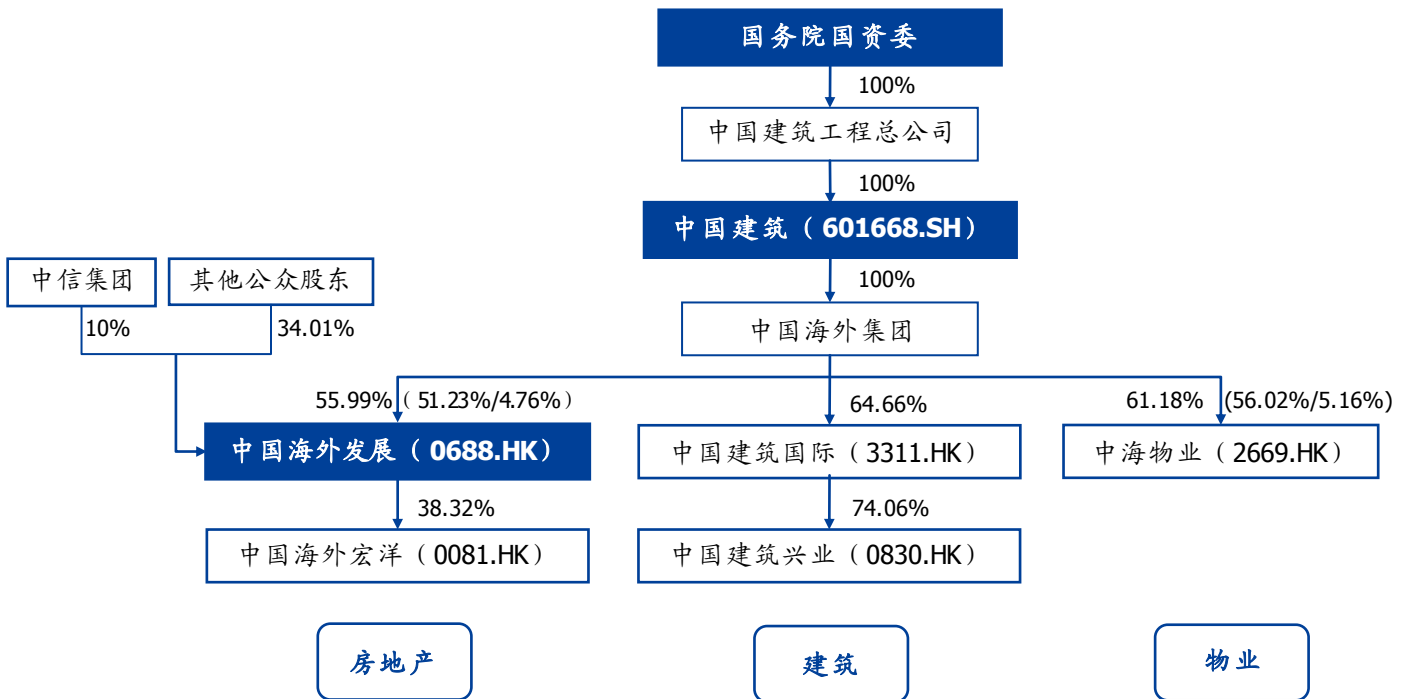 国务院国资委
100%
中国建筑工程总公司
100%
中国建筑（601668.SH）
100%
中信集团
其他公众股东
10%
34.01%
中国海外集团
55.99%（51.23%/4.76%）
64.66%
61.18% (56.02%/5.16%)
中国海外发展（0688.HK）
中国建筑国际（3311.HK）
中海物业（2669.HK）
38.32%
74.06%
中国海外宏洋（0081.HK）
中国建筑兴业（0830.HK）
房地产
建筑
物业